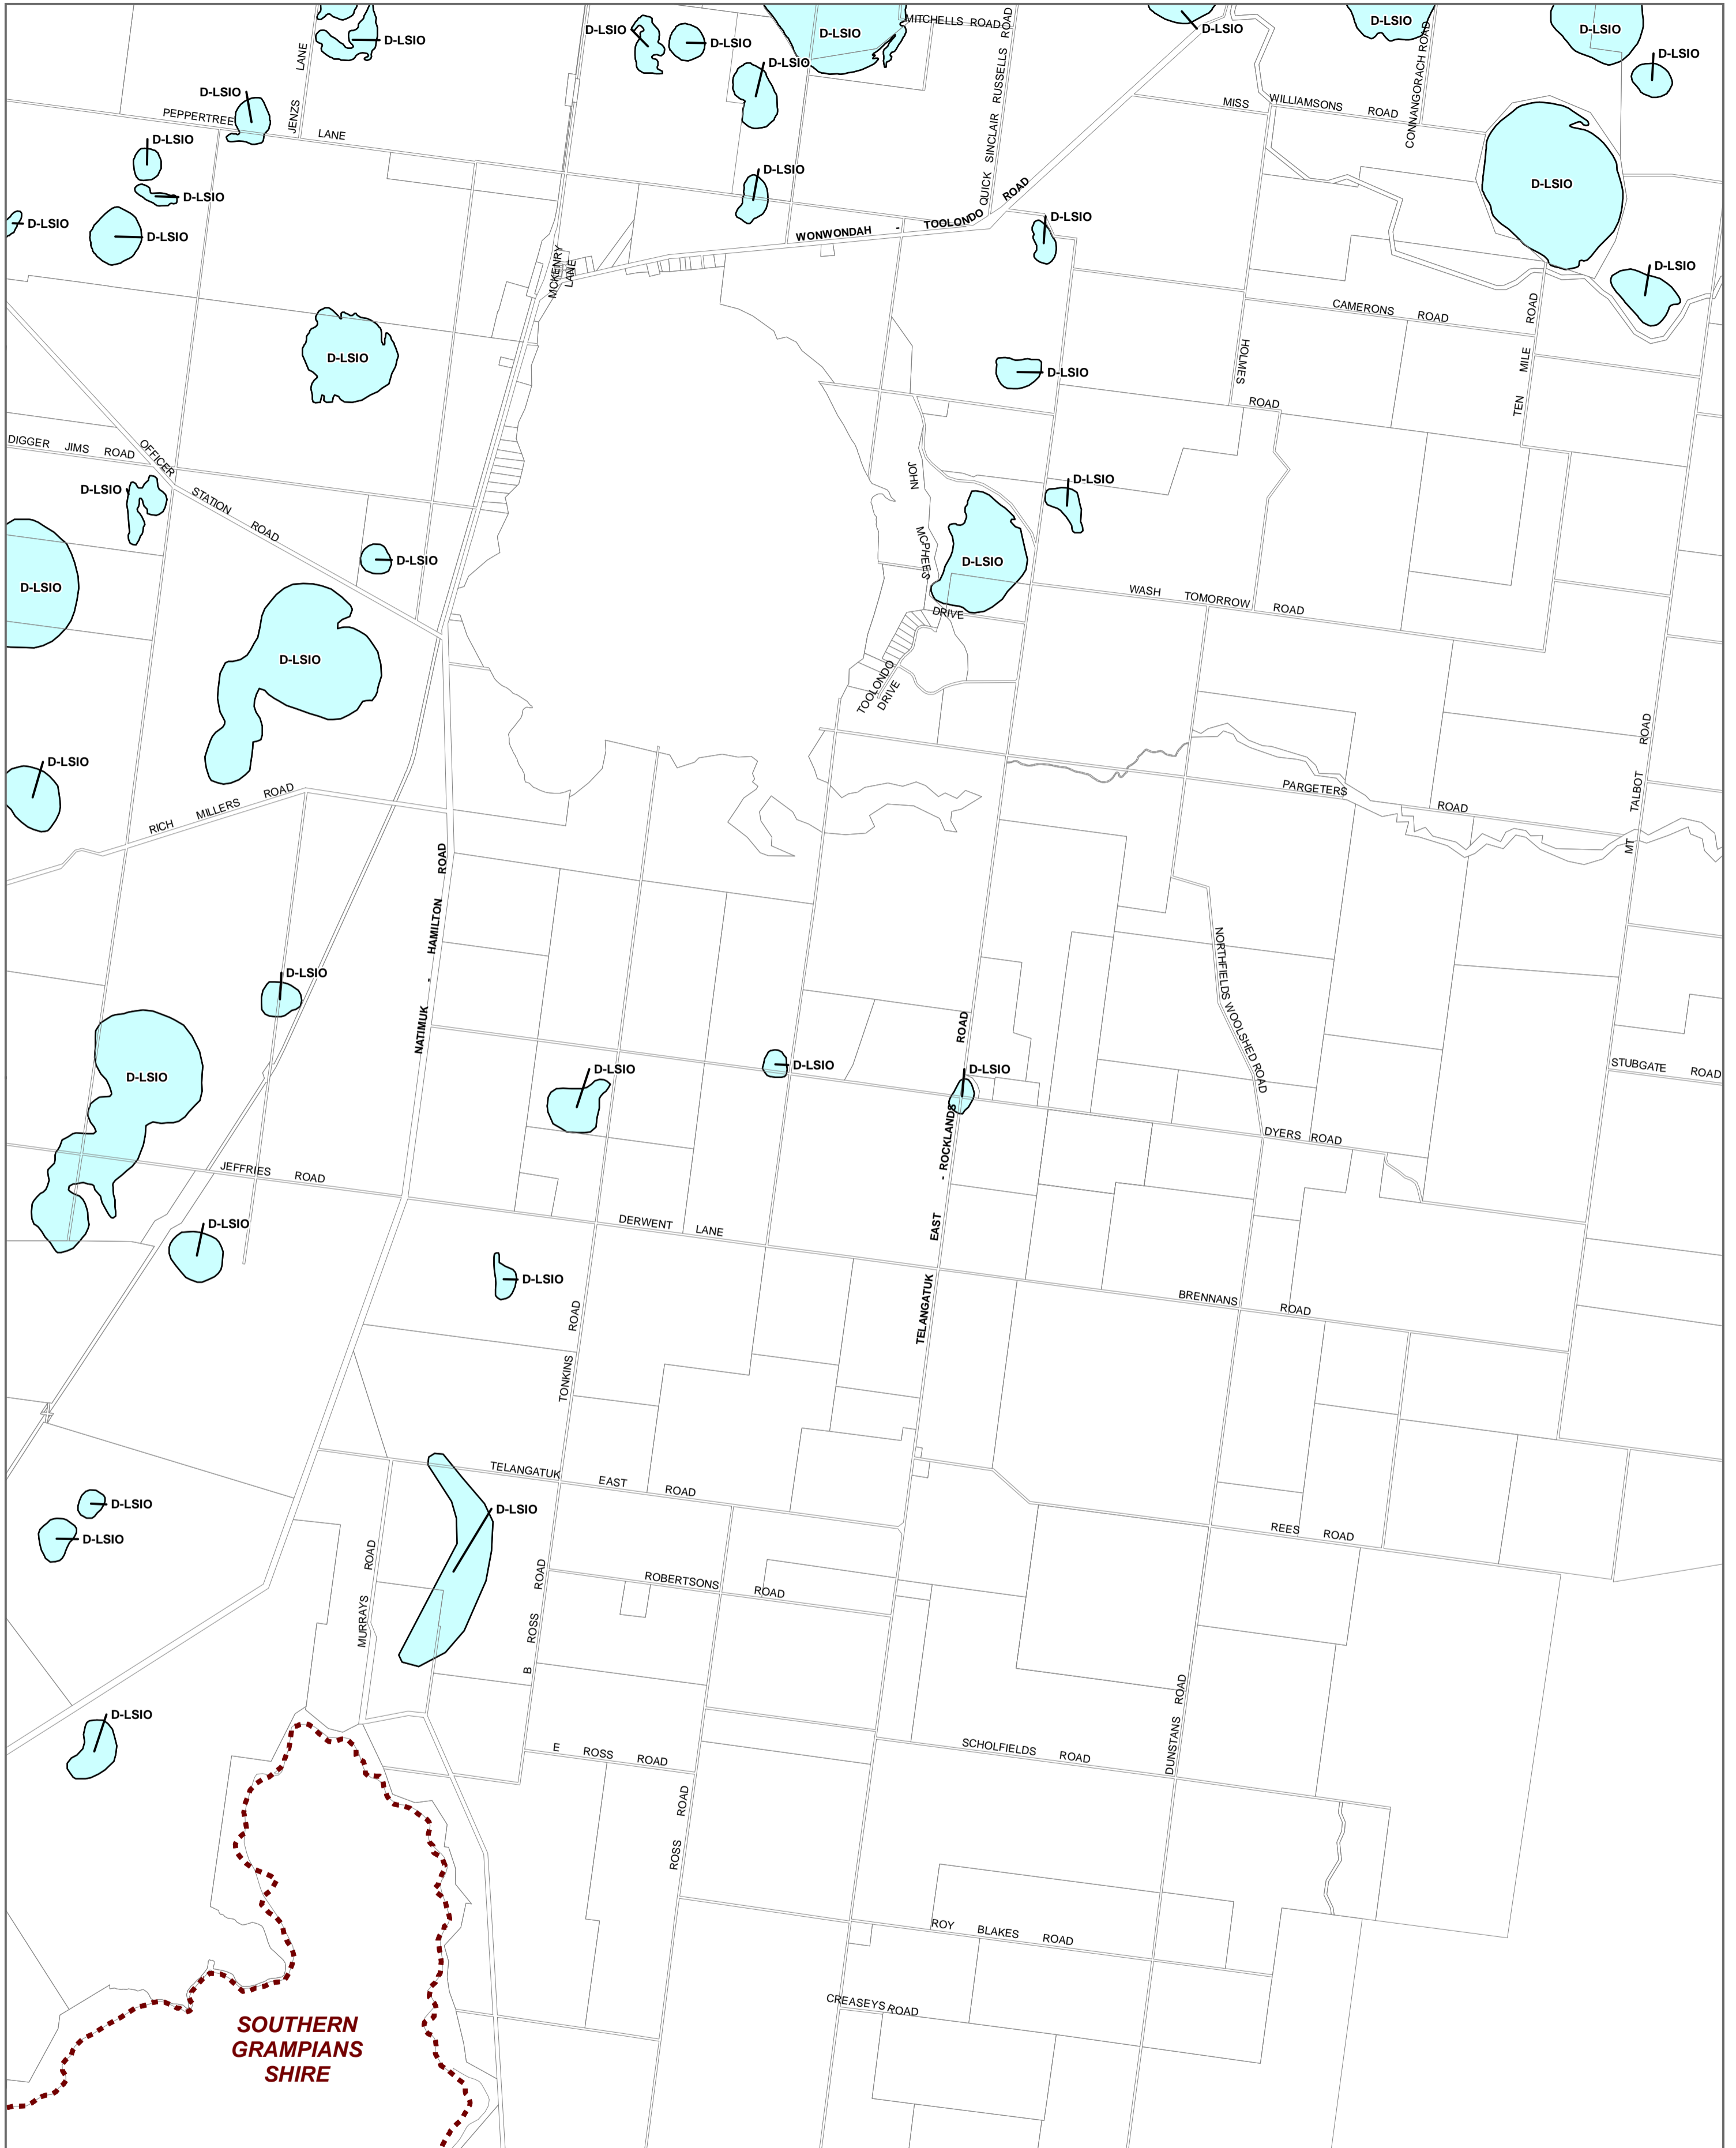 MITCHELLS ROAD
D-LSIO
D-LSIO
D-LSIO
D-LSIO
D-LSIO
D-LSIO
D-LSIO
D-LSIO
D-LSIO
JENZS LANE
QUICK SINCLAIR RUSSELLS ROAD
CONNANGORACH ROAD
D-LSIO
D-LSIO
PEPPERTREE LANE
MISS WILLIAMSONS ROAD
D-LSIO
D-LSIO
D-LSIO
D-LSIO
D-LSIO
D-LSIO
D-LSIO
WONWONDAH - TOOLONDO ROAD
D-LSIO
MCKENRY
LANE
D-LSIO
CAMERONS ROAD
TEN MILE ROAD
D-LSIO
D-LSIO
HOLMES ROAD
DIGGER JIMS ROAD
OFFICER STATION ROAD
D-LSIO
JOHN MCPHEES DRIVE
D-LSIO
D-LSIO
D-LSIO
D-LSIO
WASH TOMORROW ROAD
D-LSIO
TOOLONDO
DRIVE
D-LSIO
RICH MILLERS ROAD
PARGETERS ROAD
MT TALBOT ROAD
NATIMUK - HAMILTON ROAD
NORTHFIELDS WOOLSHED ROAD
D-LSIO
D-LSIO
D-LSIO
D-LSIO
D-LSIO
STUBGATE ROAD
TELANGATUK EAST - ROCKLANDS ROAD
DYERS ROAD
JEFFRIES ROAD
D-LSIO
DERWENT LANE
D-LSIO
BRENNANS ROAD
TONKINS ROAD
TELANGATUK EAST ROAD
D-LSIO
D-LSIO
D-LSIO
REES ROAD
MURRAYS ROAD
B ROSS ROAD
ROBERTSONS ROAD
D-LSIO
DUNSTANS ROAD
E ROSS ROAD
SCHOLFIELDS ROAD
ROSS ROAD
ROY BLAKES ROAD
CREASEYS ROAD
SOUTHERN
GRAMPIANS
SHIRE